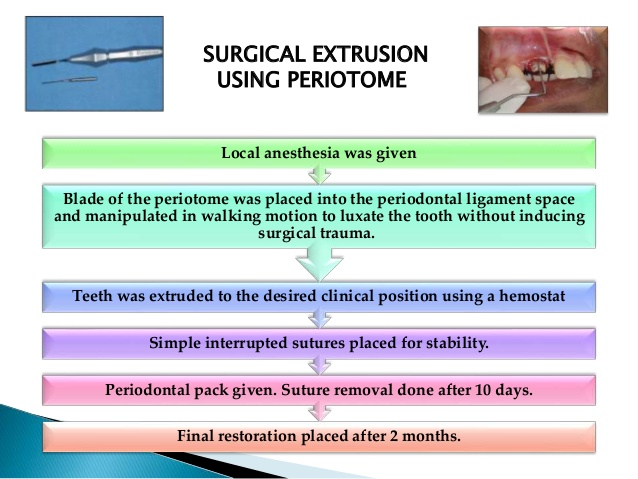 SURGICAL EXTRUSION
USING PERIOTOME
Local anesthesia was given
Blade of the periotome was placed into the periodontal ligament space
and manipulated in walking motion to luxate the tooth without inducing
surgical trauma.
Teeth was extruded to the desired clinical position using a hemostat
Simple interrupted sutures placed for stability.
Periodontal pack given. Suture removal done after 10 days.
Final restoration placed after 2 months.